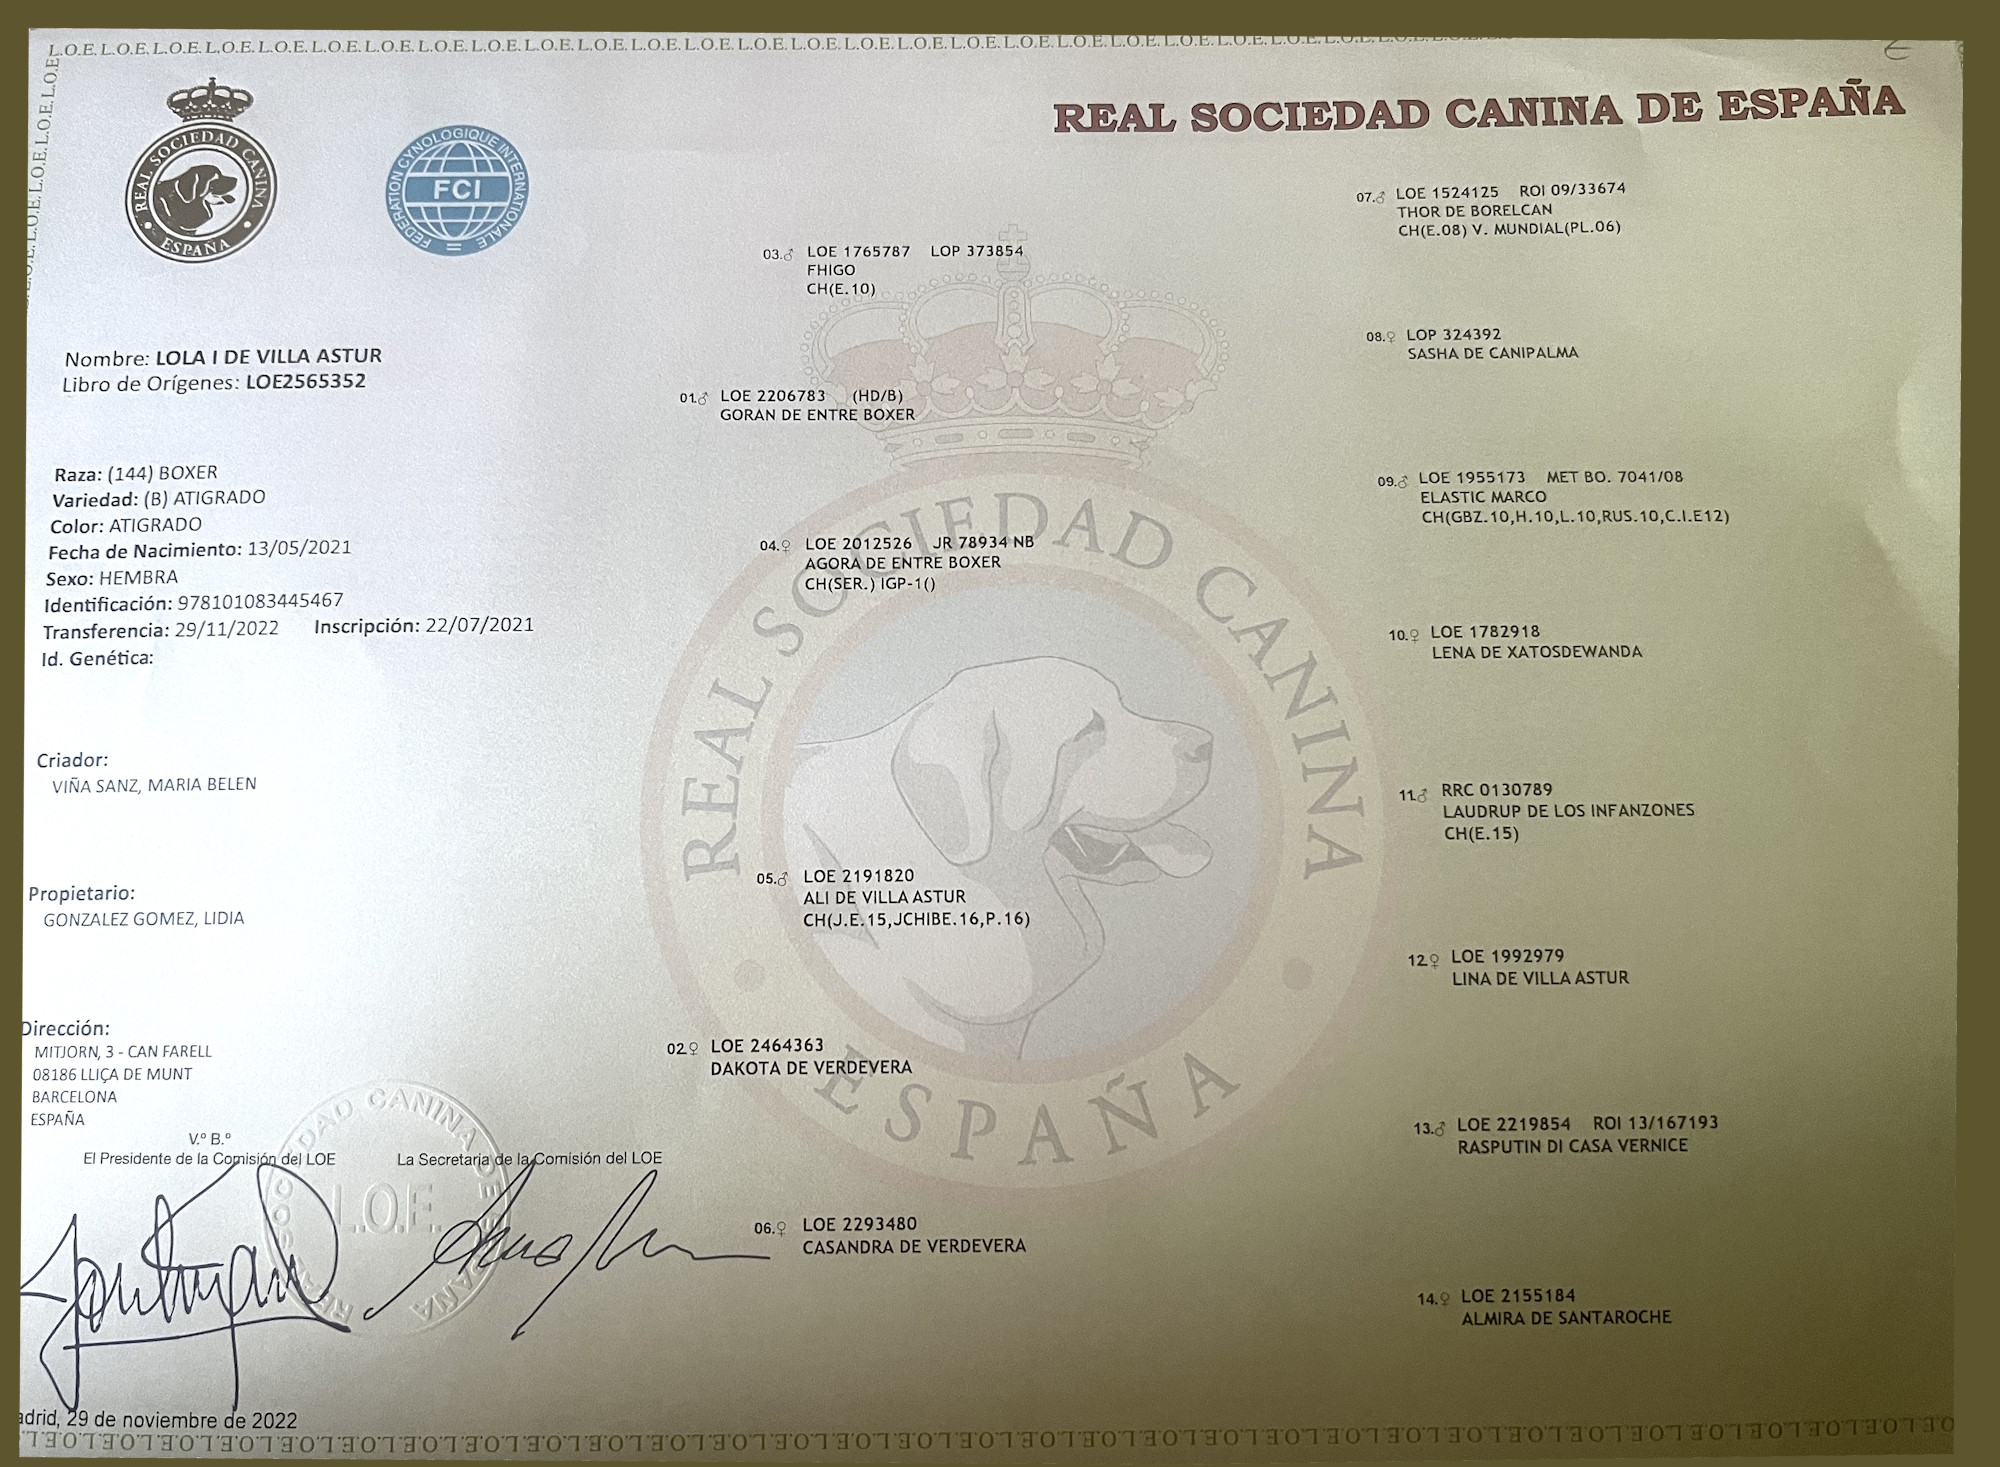 L.O.E. L.O.E. L.O.E. L.O.E. L.O.E. L.O.E. L.O.E. L.O.E. L.O.E. L.O.E. L.O.E. L.O.E. L.O.E. L.O.E. L.O.E. L.O.E. L.O.E. L.O.E. L.O.E. L.O.E.
REAL SOCIEDAD CANINA
ESPAÑA
FEDERATION CYNOLOGIQUE INTERNATIONALE
FCI
REAL SOCIEDAD CANINA DE ESPAÑA
Nombre: LOLA I DE VILLA ASTUR
Libro de Orígenes: LOE2565352
Raza: (144) BOXER
Variedad: (B) ATIGRADO
Color: ATIGRADO
Fecha de Nacimiento: 13/05/2021
Sexo: HEMBRA
Identificación: 978101083445467
Transferencia: 29/11/2022 Inscripción: 22/07/2021
Id. Genética:
Criador:
VIÑA SANZ, MARIA BELEN
Propietario:
GONZALEZ GOMEZ, LIDIA
Dirección:
MITJORN, 3 - CAN FARELL
08186 LLIÇA DE MUNT
BARCELONA
ESPAÑA
V.º B.º
El Presidente de la Comisión del LOE La Secretaria de la Comisión del LOE
REAL SOCIEDAD CANINA DE ESPAÑA
L.O.E.
adrid, 29 de noviembre de 2022
01.♂ LOE 2206783 (HD/B)
GORAN DE ENTRE BOXER
02.♀ LOE 2464363
DAKOTA DE VERDEVERA
03.♂ LOE 1765787 LOP 373854
FHIGO
CH(E.10)
04.♀ LOE 2012526 JR 78934 NB
AGORA DE ENTRE BOXER
CH(SER.) IGP-1()
05.♂ LOE 2191820
ALI DE VILLA ASTUR
CH(J.E.15,JCHIBE.16,P.16)
06.♀ LOE 2293480
CASANDRA DE VERDEVERA
07.♂ LOE 1524125 ROI 09/33674
THOR DE BORELCAN
CH(E.08) V. MUNDIAL(PL.06)
08.♀ LOP 324392
SASHA DE CANIPALMA
09.♂ LOE 1955173 MET BO. 7041/08
ELASTIC MARCO
CH(GBZ.10,H.10,L.10,RUS.10,C.I.E12)
10.♀ LOE 1782918
LENA DE XATOSDEWANDA
11.♂ RRC 0130789
LAUDRUP DE LOS INFANZONES
CH(E.15)
12.♀ LOE 1992979
LINA DE VILLA ASTUR
13.♂ LOE 2219854 ROI 13/167193
RASPUTIN DI CASA VERNICE
14.♀ LOE 2155184
ALMIRA DE SANTAROCHE
REAL SOCIEDAD CANINA
ESPAÑA